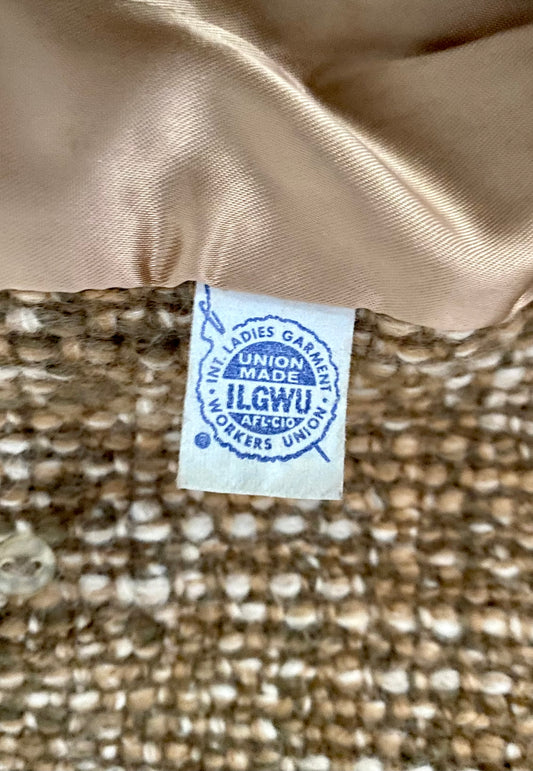 INT. LADIES GARMENT
UNION
MADE
ILGWU
AFL-CIO
WORKERS UNION
®